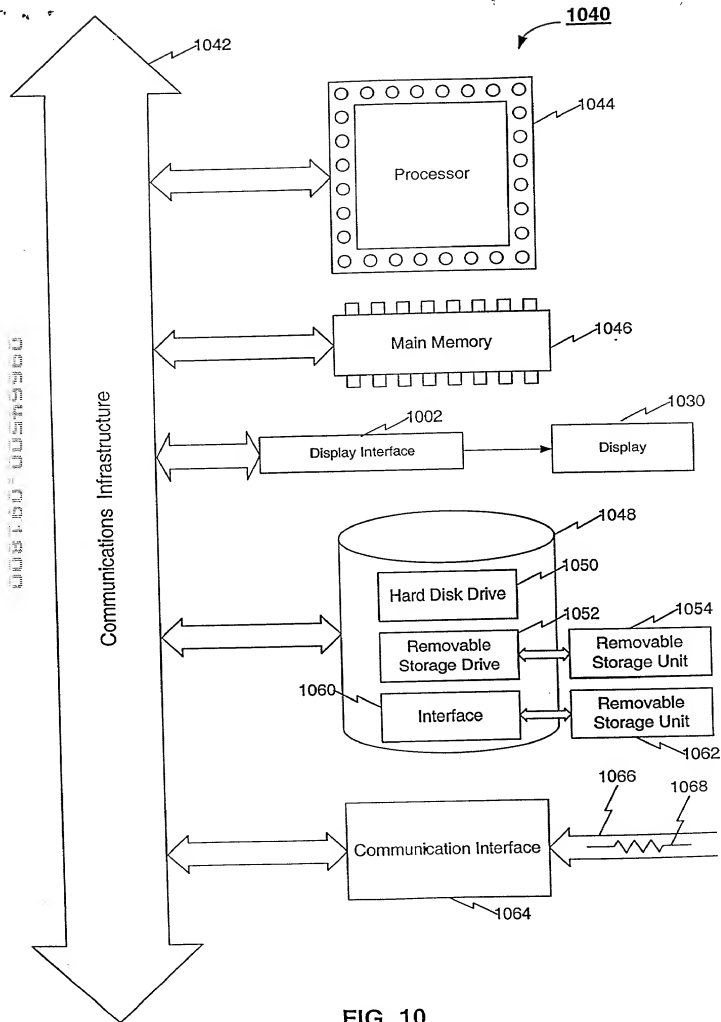 1040
1042
1044
Processor
Main Memory
1046
1002
1030
Display Interface
Display
Communications Infrastructure
1048
Hard Disk Drive
1050
1052
1054
Removable
Storage Drive
Removable
Storage Unit
1060
Interface
Removable
Storage Unit
1062
1066
1068
Communication Interface
1064
FIG. 10